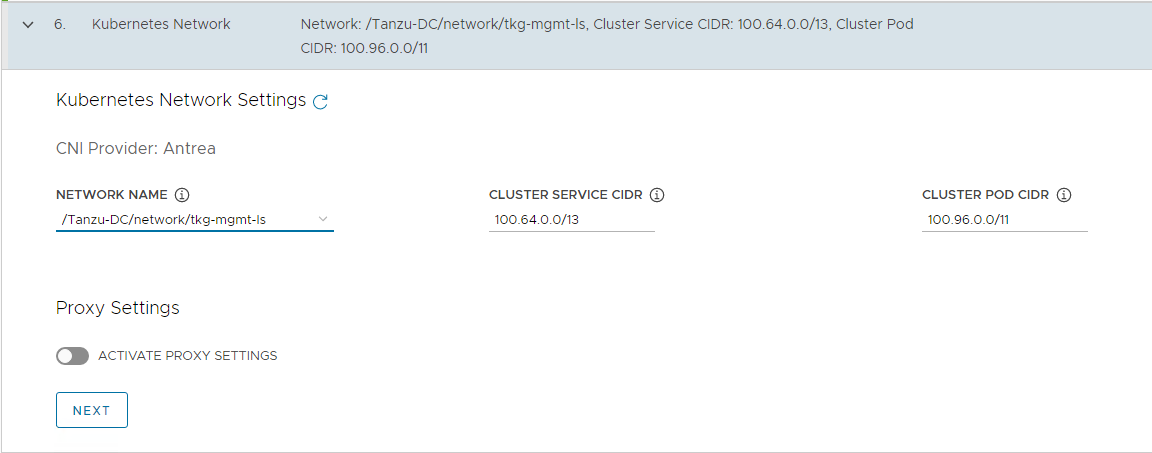 6. Kubernetes Network Network: /Tanzu-DC/network/tkg-mgmt-ls, Cluster Service CIDR: 100.64.0.0/13, Cluster Pod
CIDR: 100.96.0.0/11
Kubernetes Network Settings
CNI Provider: Antrea
NETWORK NAME CLUSTER SERVICE CIDR CLUSTER POD CIDR
/Tanzu-DC/network/tkg-mgmt-ls 100.64.0.0/13 100.96.0.0/11
Proxy Settings
ACTIVATE PROXY SETTINGS
NEXT